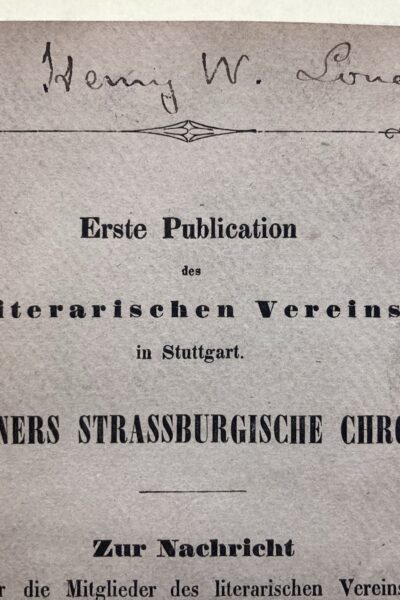 Henry W. Lon
Erste Publication
des
iterarischen Vereins
in Stuttgart.
NERS STRASSBURGISCHE CHRO
Zur Nachricht
r die Mitglieder des literarischen Vereins